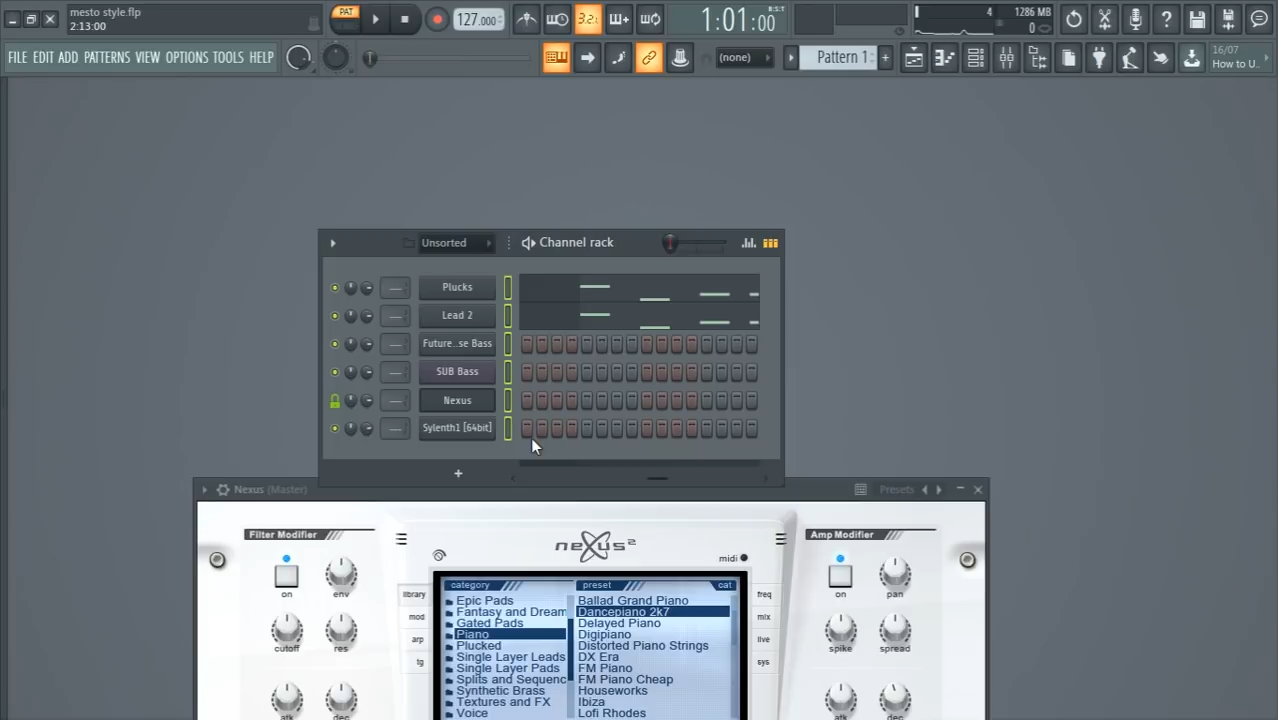 mesto style.flp
2:13:00
PAT
127.000
3.2.
1:01:00
B:S:T
4
1286 MB
0
FILE EDIT ADD PATTERNS VIEW OPTIONS TOOLS HELP
(none)
Pattern 1
+
16/07
How to U..
Unsorted
Channel rack
Plucks
Lead 2
Future..se Bass
SUB Bass
Nexus
Sylenth1 [64bit]
+
Nexus (Master)
Presets
Filter Modifier
on
env
cutoff
res
atk
dec
neXus²
midi
library
mod
arp
tg
category
preset
cat
Epic Pads
Fantasy and Dream
Gated Pads
Piano
Plucked
Single Layer Leads
Single Layer Pads
Splits and Sequenc
Synthetic Brass
Textures and FX
Voice
Ballad Grand Piano
Dancepiano 2k7
Delayed Piano
Digipiano
Distorted Piano Strings
DX Era
FM Piano
FM Piano Cheap
Houseworks
Ibiza
Lofi Rhodes
freq
mix
live
sys
Amp Modifier
on
pan
spike
spread
atk
dec